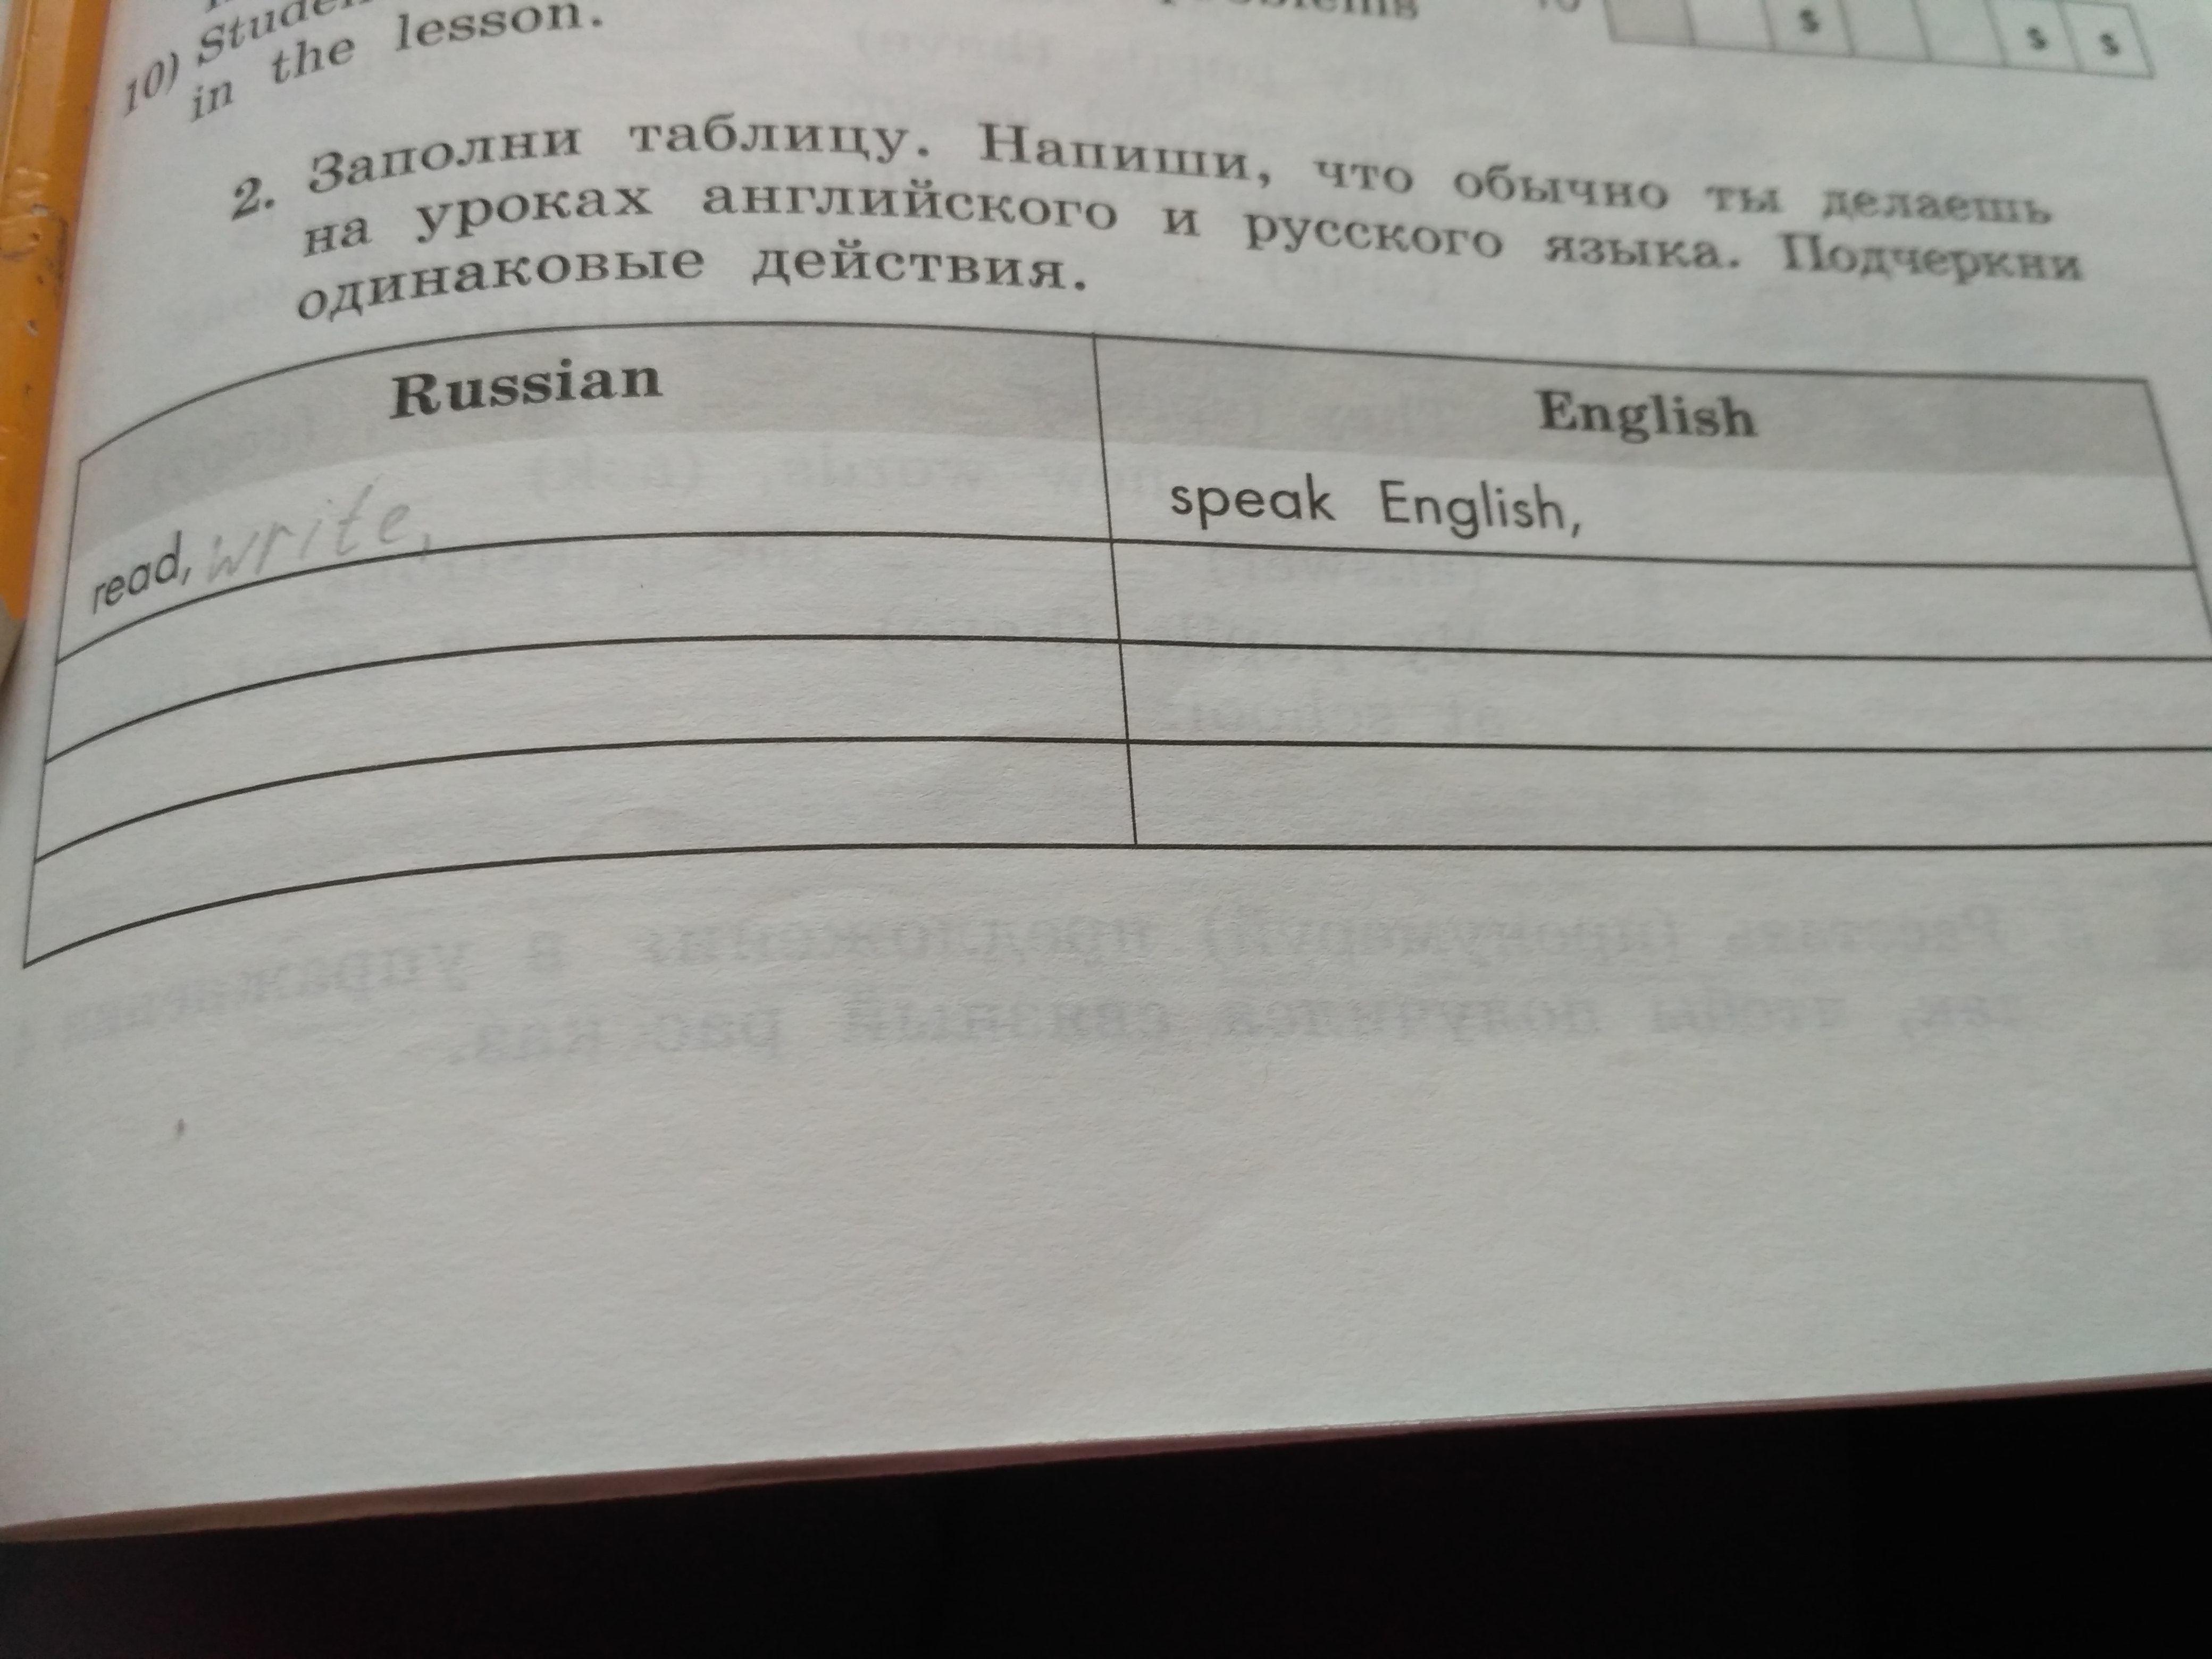 10)
in the lesson.
s s s
2. Заполни таблицу. Напиши, что обычно ты делаешь
на уроках английского и русского языка. Подчеркни
одинаковые действия.
Russian English
read, write, speak English,